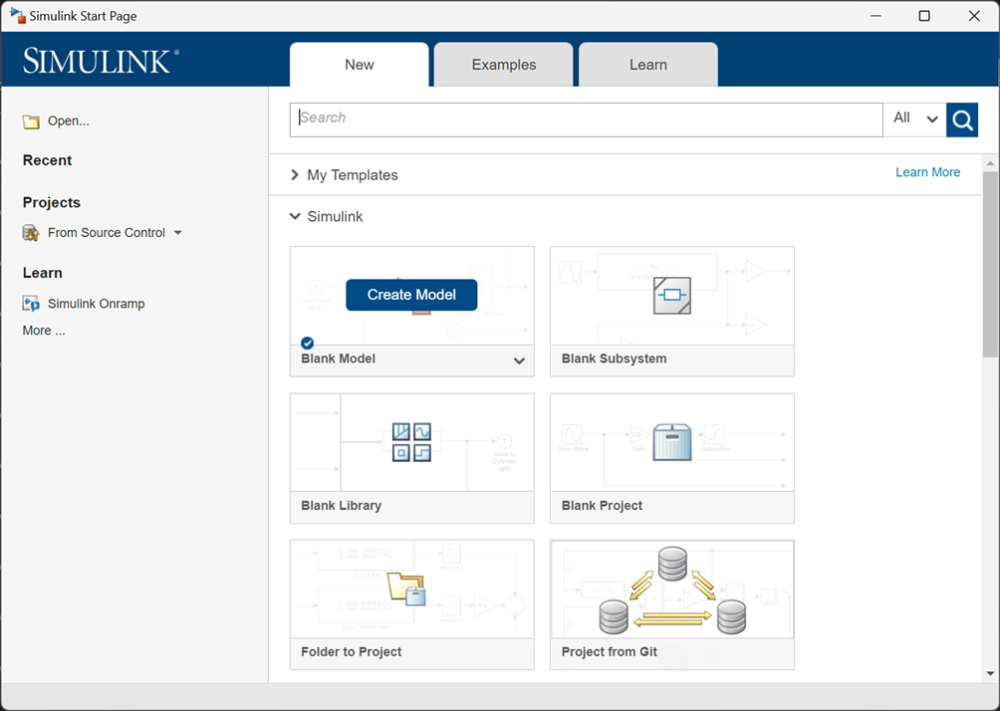 Simulink Start Page
SIMULINK®
New
Examples
Learn
Open...
Recent
Projects
From Source Control
Learn
Simulink Onramp
More ...
Search
All
My Templates
Learn More
Simulink
Create Model
Blank Model
Blank Subsystem
Blank Library
Blank Project
Folder to Project
Project from Git